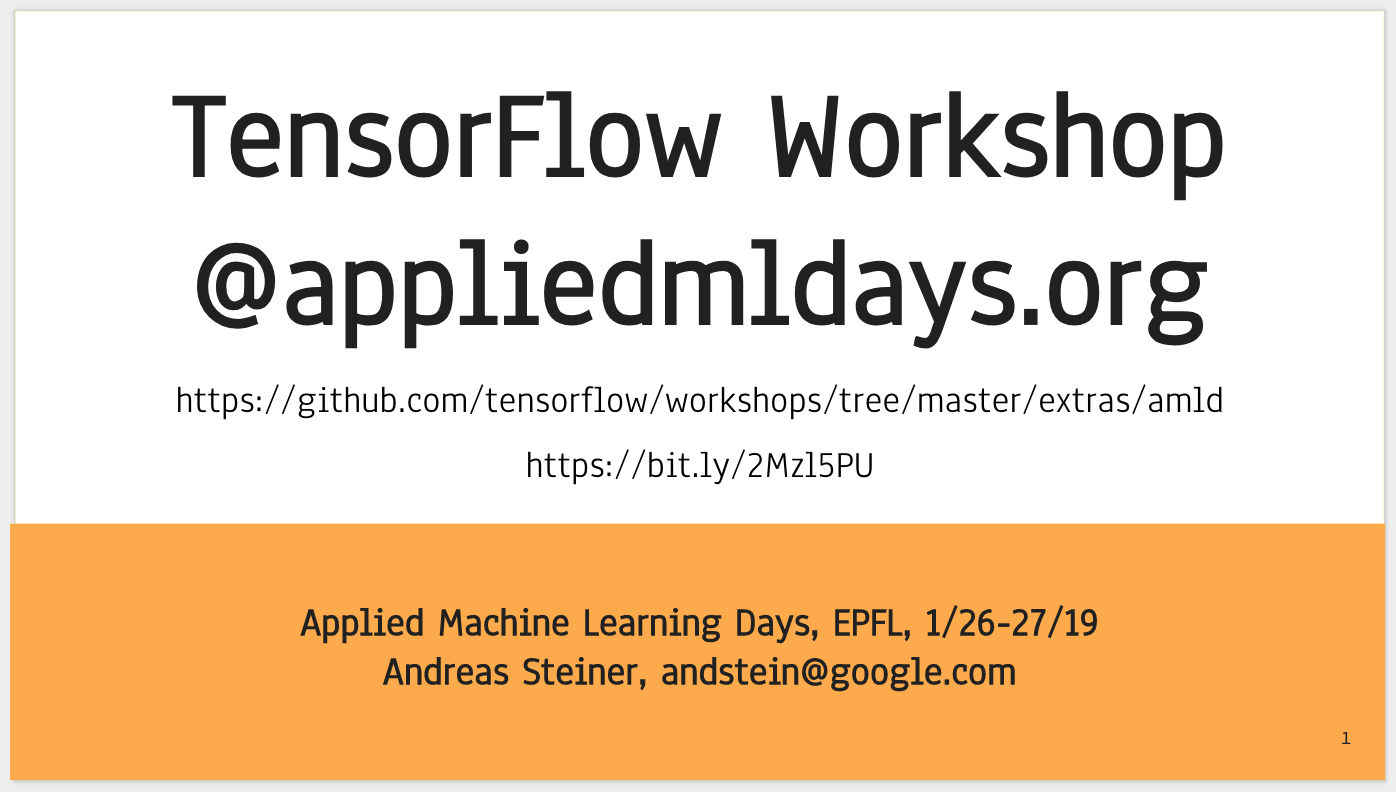 TensorFlow Workshop
@appliedmldays.org
https://github.com/tensorflow/workshops/tree/master/extras/amld
https://bit.ly/2Mzl5PU
Applied Machine Learning Days, EPFL, 1/26-27/19
Andreas Steiner, andstein@google.com
1